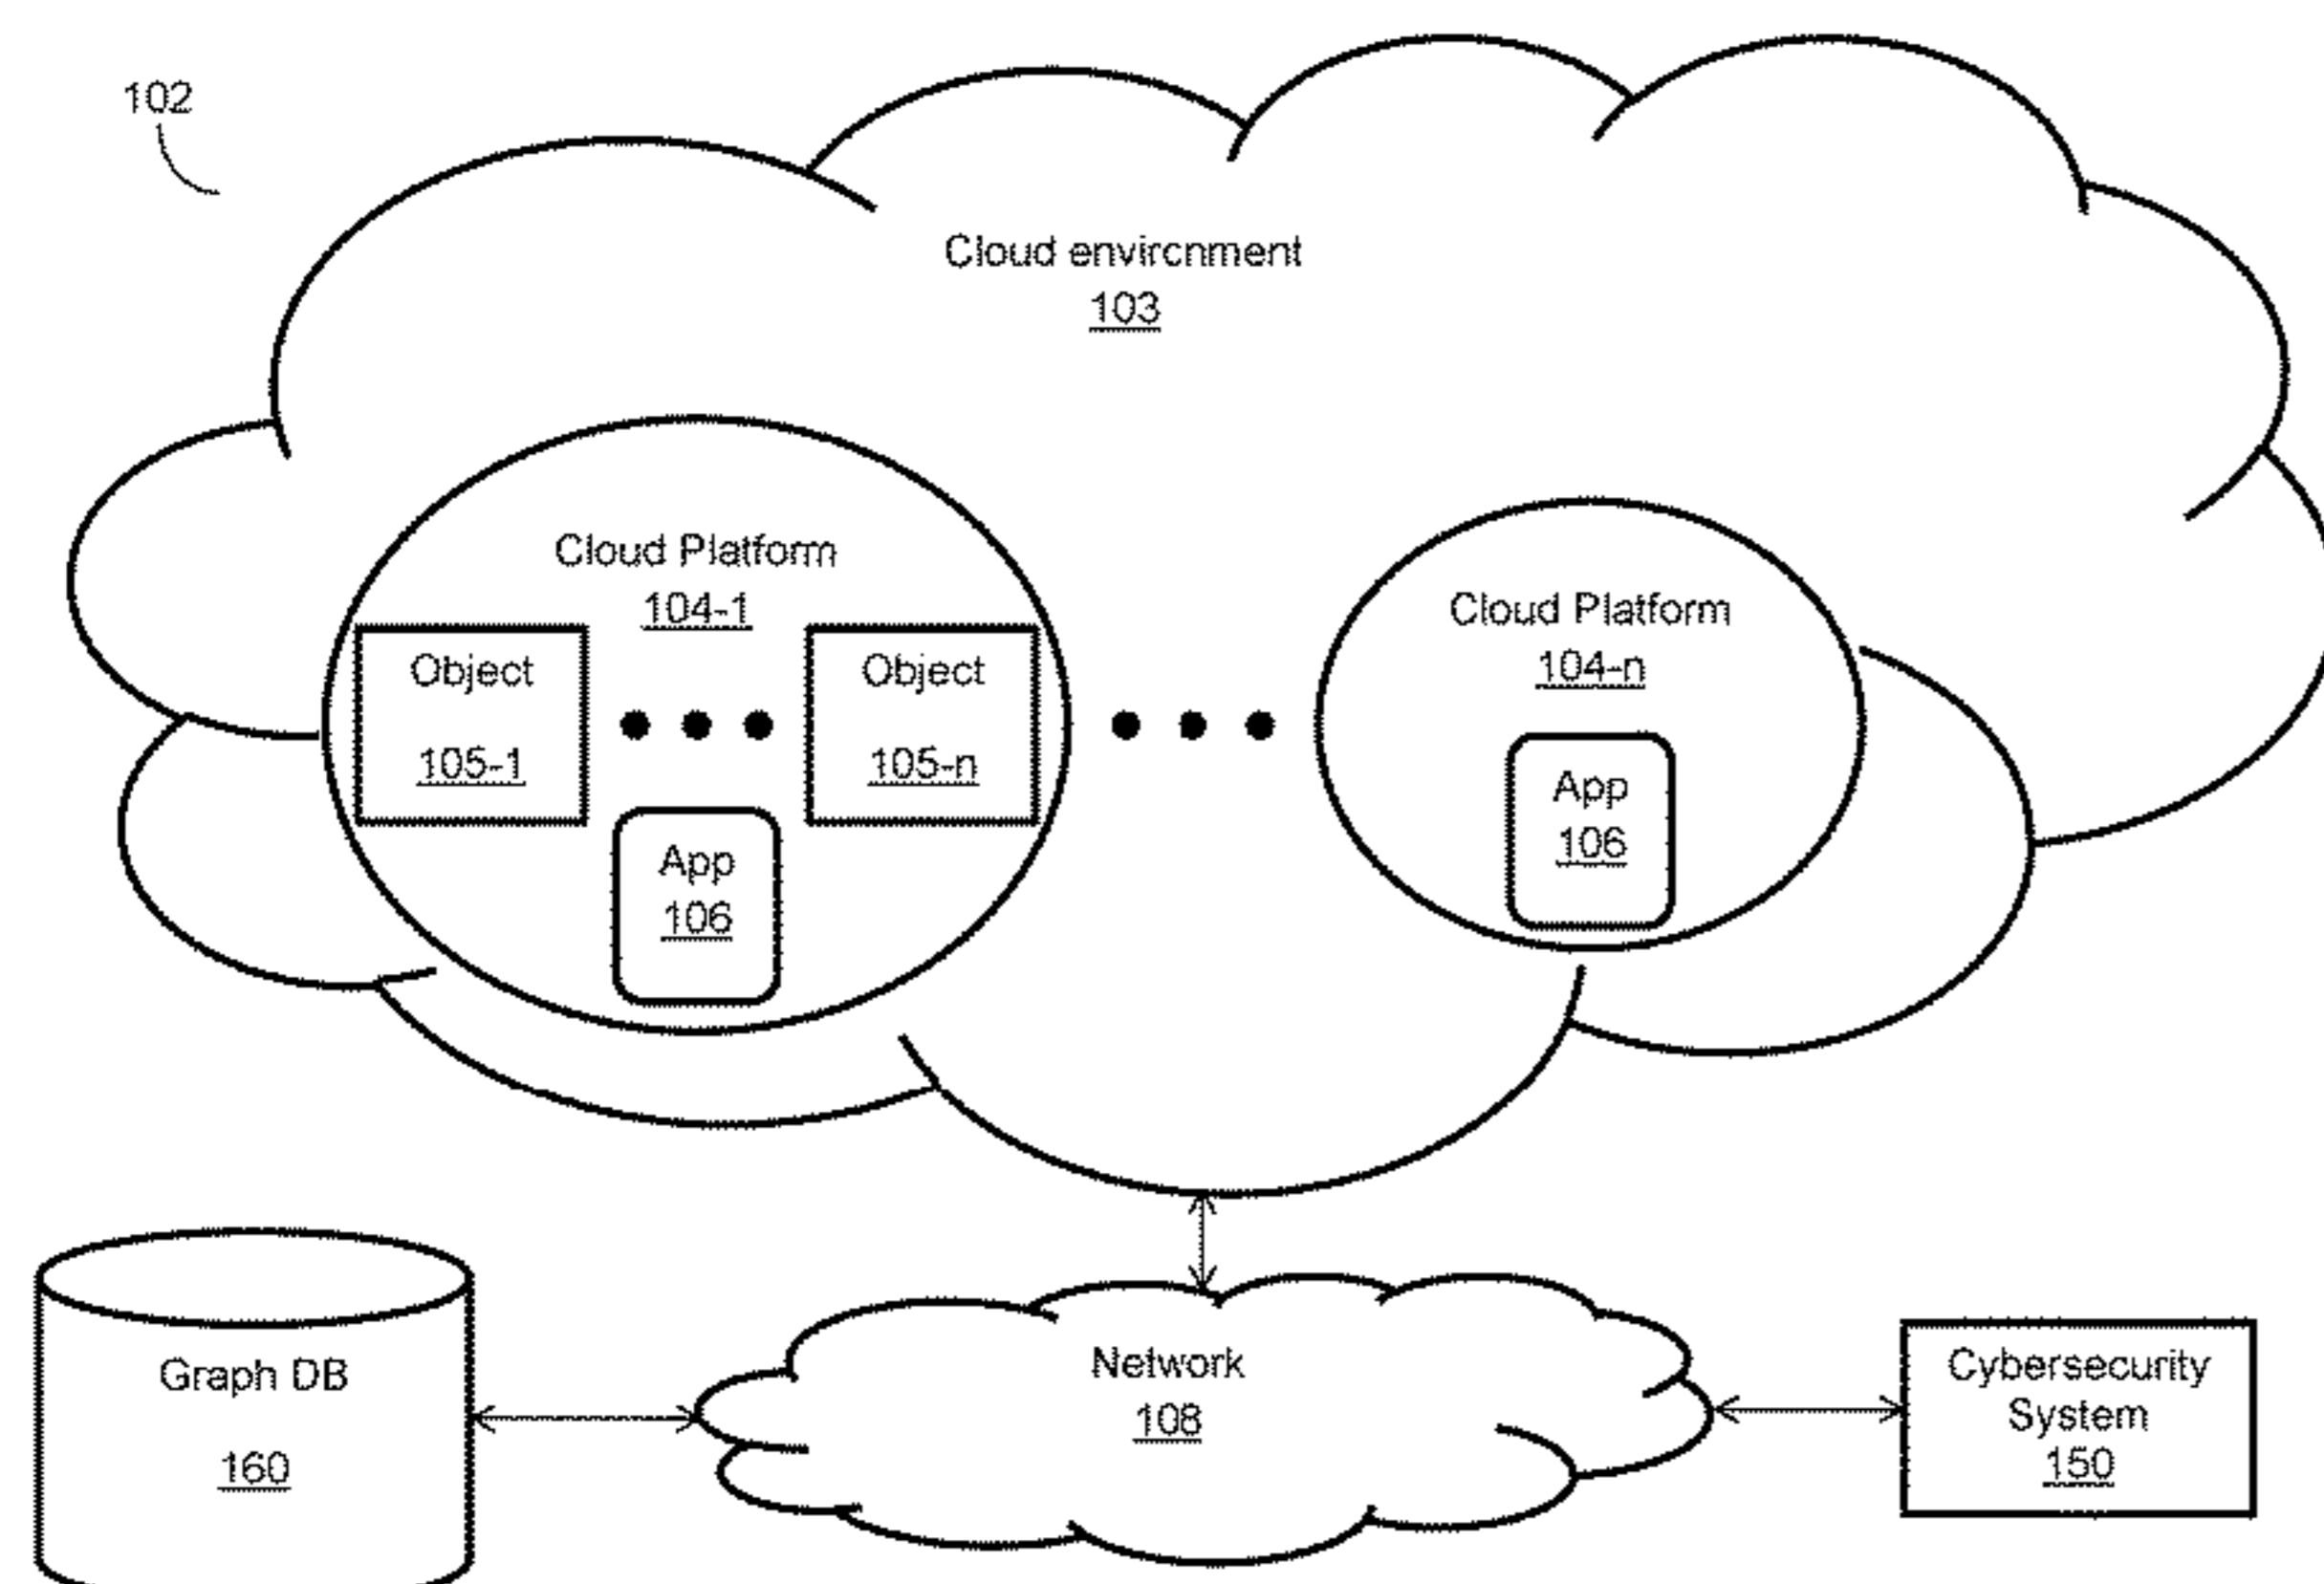 102
Cloud envircnment
103
Cloud Platform
104-1
Object
105-1
Object
105-n
App
106
Cloud Platform
104-n
App
106
Graph DB
160
Network
108
Cybersecurity
System
150